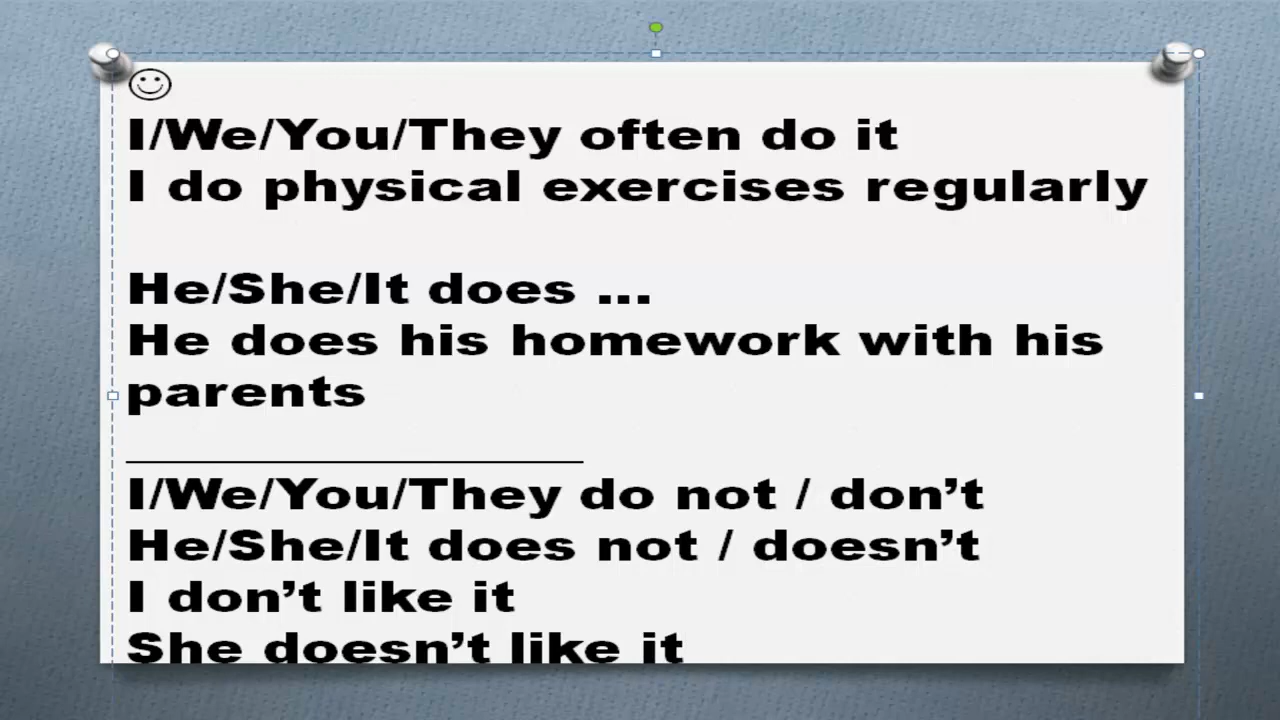 ☺
I/We/You/They often do it
I do physical exercises regularly
He/She/It does ...
He does his homework with his
parents
I/We/You/They do not / don’t
He/She/It does not / doesn’t
I don’t like it
She doesn’t like it